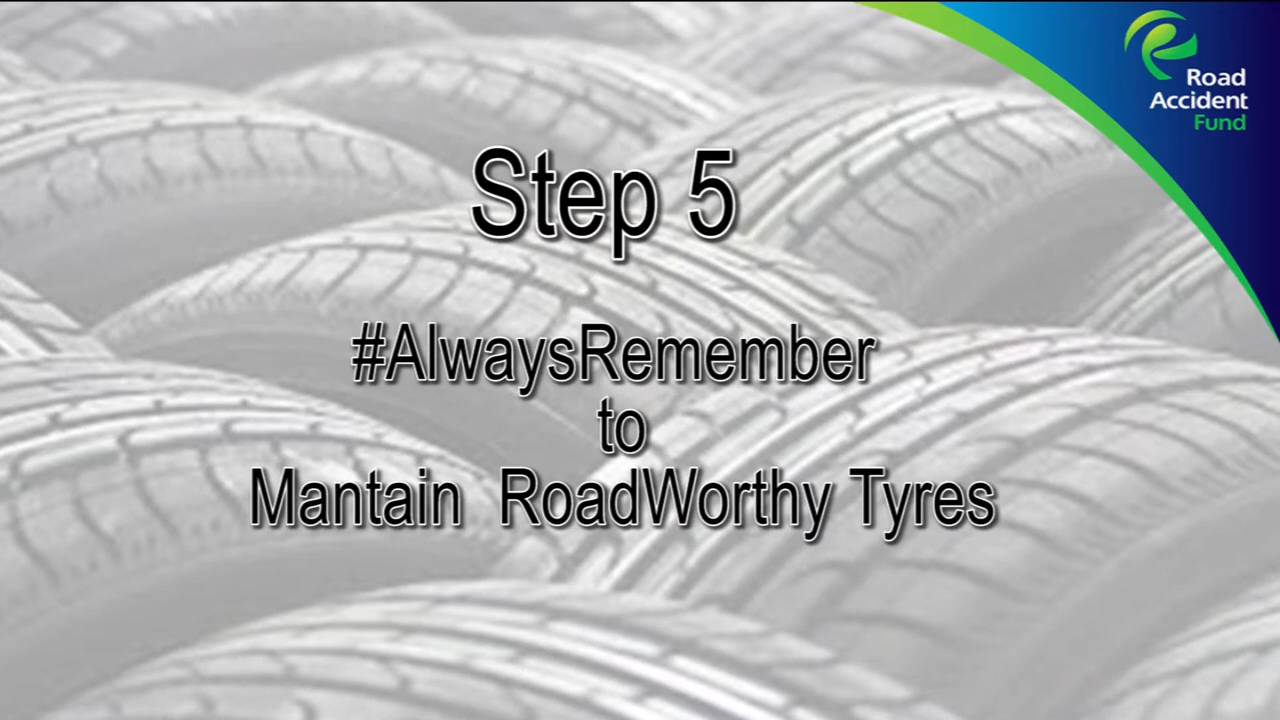 Road
Accident
Fund
Step 5
#AlwaysRemember
to
Mantain RoadWorthy Tyres